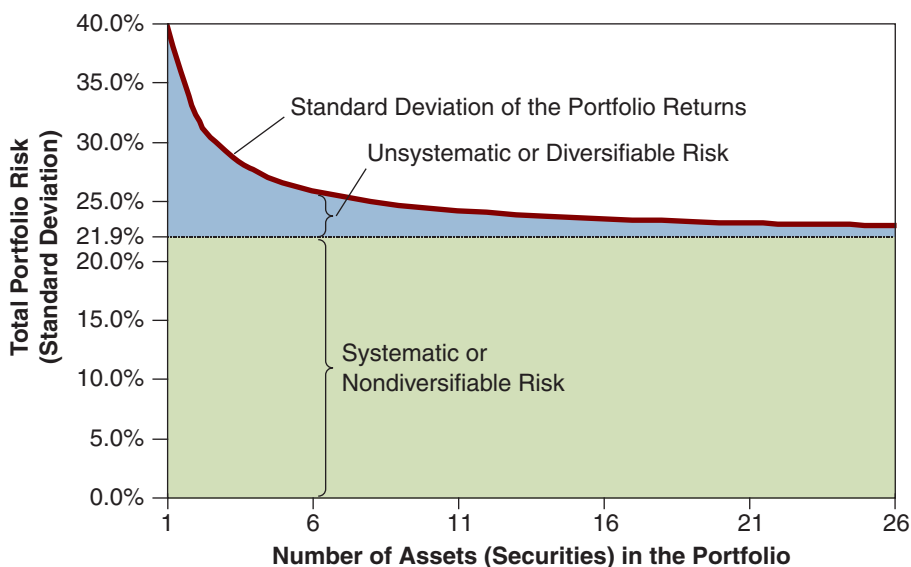 Total Portfolio Risk
(Standard Deviation)
40.0%
35.0%
30.0%
25.0%
21.9%
20.0%
15.0%
10.0%
5.0%
0.0%
Standard Deviation of the Portfolio Returns
Unsystematic or Diversifiable Risk
Systematic or
Nondiversifiable Risk
1 6 11 16 21 26
Number of Assets (Securities) in the Portfolio